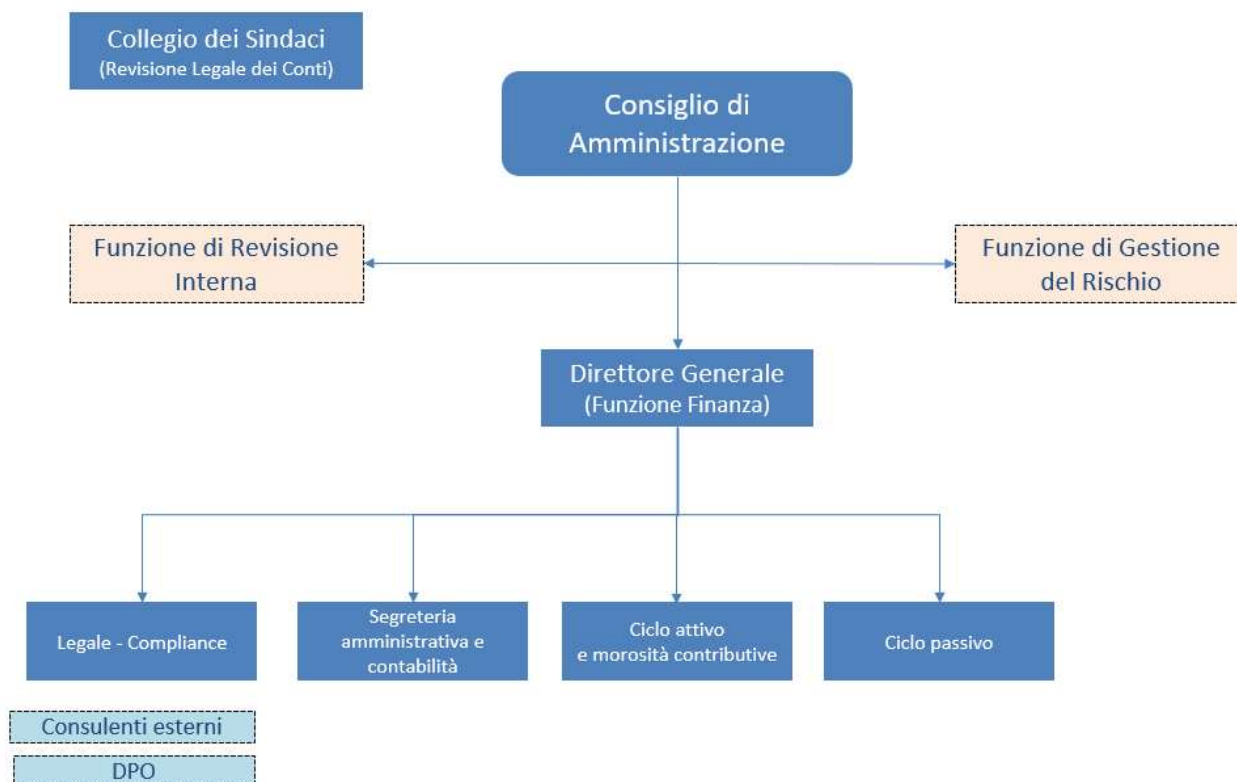 Collegio dei Sindaci
(Revisione Legale dei Conti)
Consiglio di
Amministrazione
Funzione di Revisione
Interna
Funzione di Gestione
del Rischio
Direttore Generale
(Funzione Finanza)
Legale - Compliance
Segreteria
amministrativa e
contabilità
Ciclo attivo
e morosità contributive
Ciclo passivo
Consulenti esterni
DPO